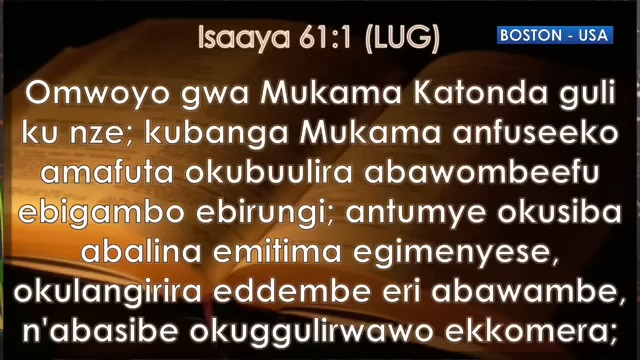 Isaaya 61:1 (LUG)
BOSTON - USA
Omwoyo gwa Mukama Katonda guli
ku nze; kubanga Mukama anfuseeko
amafuta okubuulira abawombeefu
ebigambo ebirungi; antumye okusiba
abalina emitima egimenyese,
okulangirira eddembe eri abawambe,
n'abasibe okuggulirwawo ekkomera;